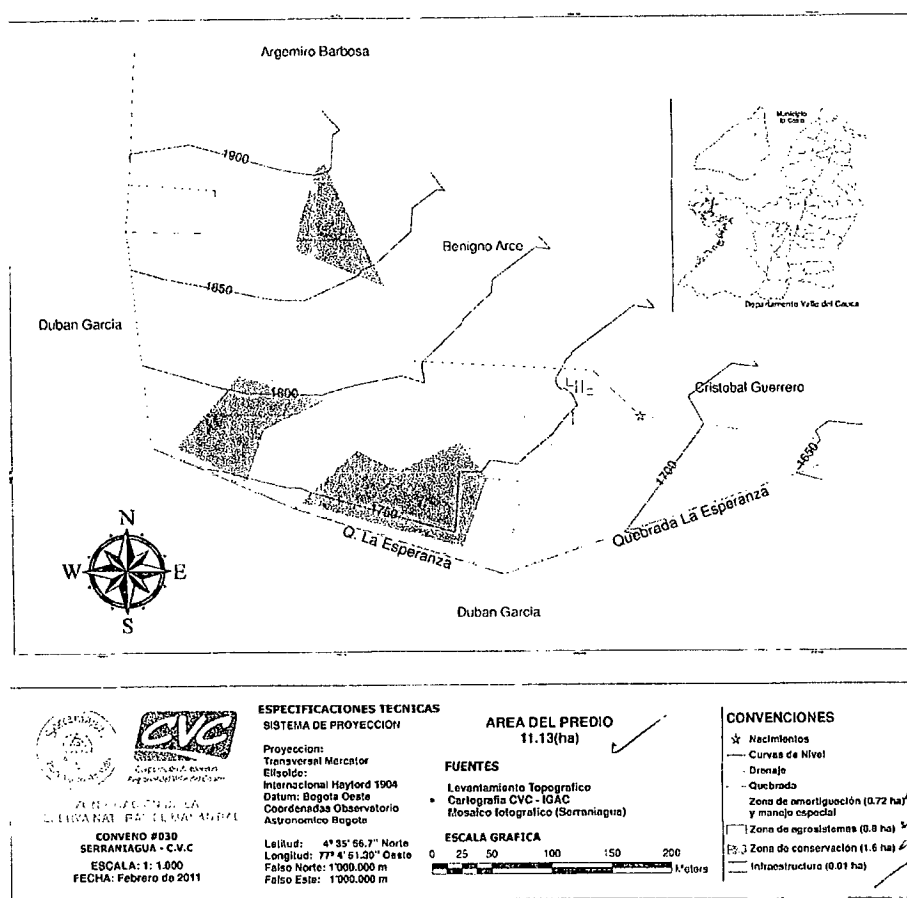 Argemiro Barbosa
Municipio
1900
Benigno Arce
1850
Departamento Valle del Cauca
Duban Garcia
1800
Cristobal Guerrero
1650
1700
1750
Quebrada La Esperanza
Q. La Esperanza
N
W E
S
Duban Garcia
Serraniagua
CVC
CONVENO #030
SERRANIAGUA - C.V.C
ESCALA: 1: 1.000
FECHA: Febrero de 2011
ESPECIFICACIONES TECNICAS
SISTEMA DE PROYECCION
Proyeccion:
Transversal Mercator
Elisoide:
Internacional Hayford 1904
Datum: Bogota Oeste
Coordenadas Observatorio
Astronomico Bogota
Latitud: 4° 35' 56.7" Norte
Longitud: 77° 4' 51.30" Oeste
Falso Norte: 1'000.000 m
Falso Este: 1'000.000 m
AREA DEL PREDIO
11.13(ha)
FUENTES
Levantamiento Topografico
Cartografia CVC - IGAC
Mosaico fotografico (Serraniagua)
ESCALA GRAFICA
0 25 50 100 150 200
Meters
CONVENCIONES
Nacimientos
Curvas de Nivel
Drenaje
Quebrada
Zona de amortiguación (0.72 ha)
y manejo especial
Zona de agrosistemas (0.8 ha)
Zona de conservación (1.6 ha)
Infraestructura (0.01 ha)